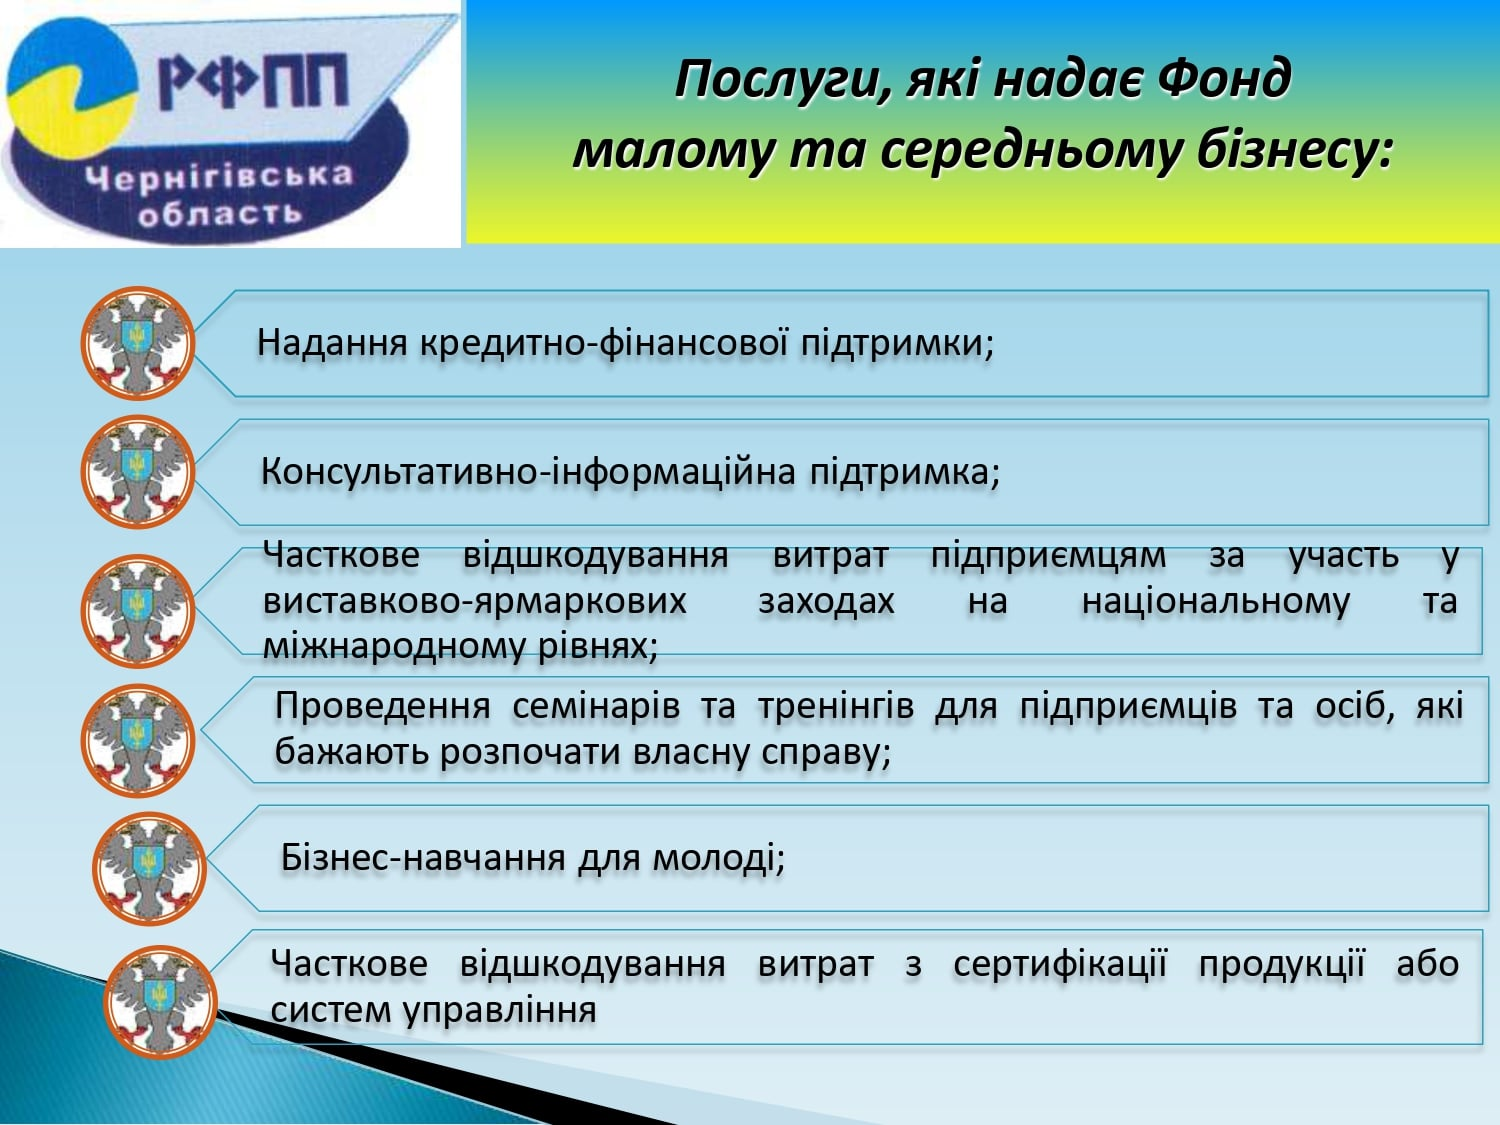 РФПП
Чернігівська
область
Послуги, які надає Фонд
малому та середньому бізнесу:
Надання кредитно-фінансової підтримки;
Консультативно-інформаційна підтримка;
Часткове відшкодування витрат підприємцям за участь у
виставково-ярмаркових заходах на національному та
міжнародному рівнях;
Проведення семінарів та тренінгів для підприємців та осіб, які
бажають розпочати власну справу;
Бізнес-навчання для молоді;
Часткове відшкодування витрат з сертифікації продукції або
систем управління